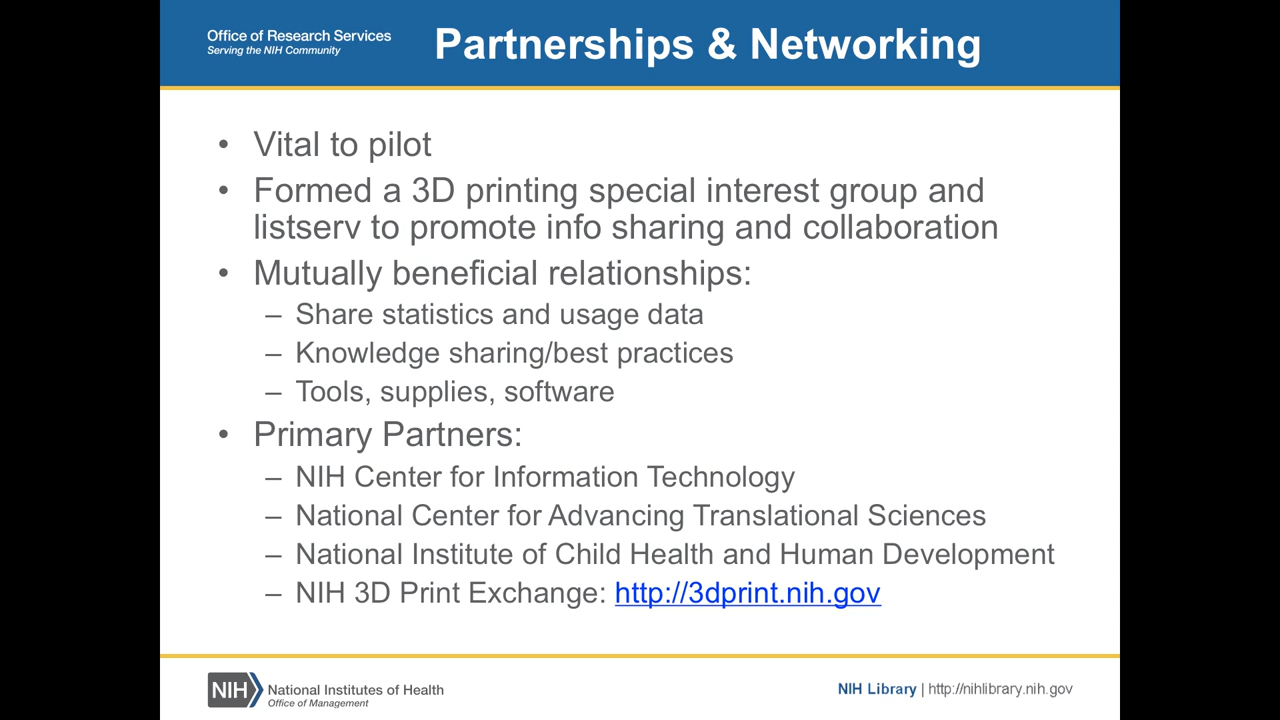 Office of Research Services
Serving the NIH Community
Partnerships & Networking
• Vital to pilot
• Formed a 3D printing special interest group and
listserv to promote info sharing and collaboration
• Mutually beneficial relationships:
– Share statistics and usage data
– Knowledge sharing/best practices
– Tools, supplies, software
• Primary Partners:
– NIH Center for Information Technology
– National Center for Advancing Translational Sciences
– National Institute of Child Health and Human Development
– NIH 3D Print Exchange: http://3dprint.nih.gov
NIH National Institutes of Health
Office of Management
NIH Library | http://nihlibrary.nih.gov